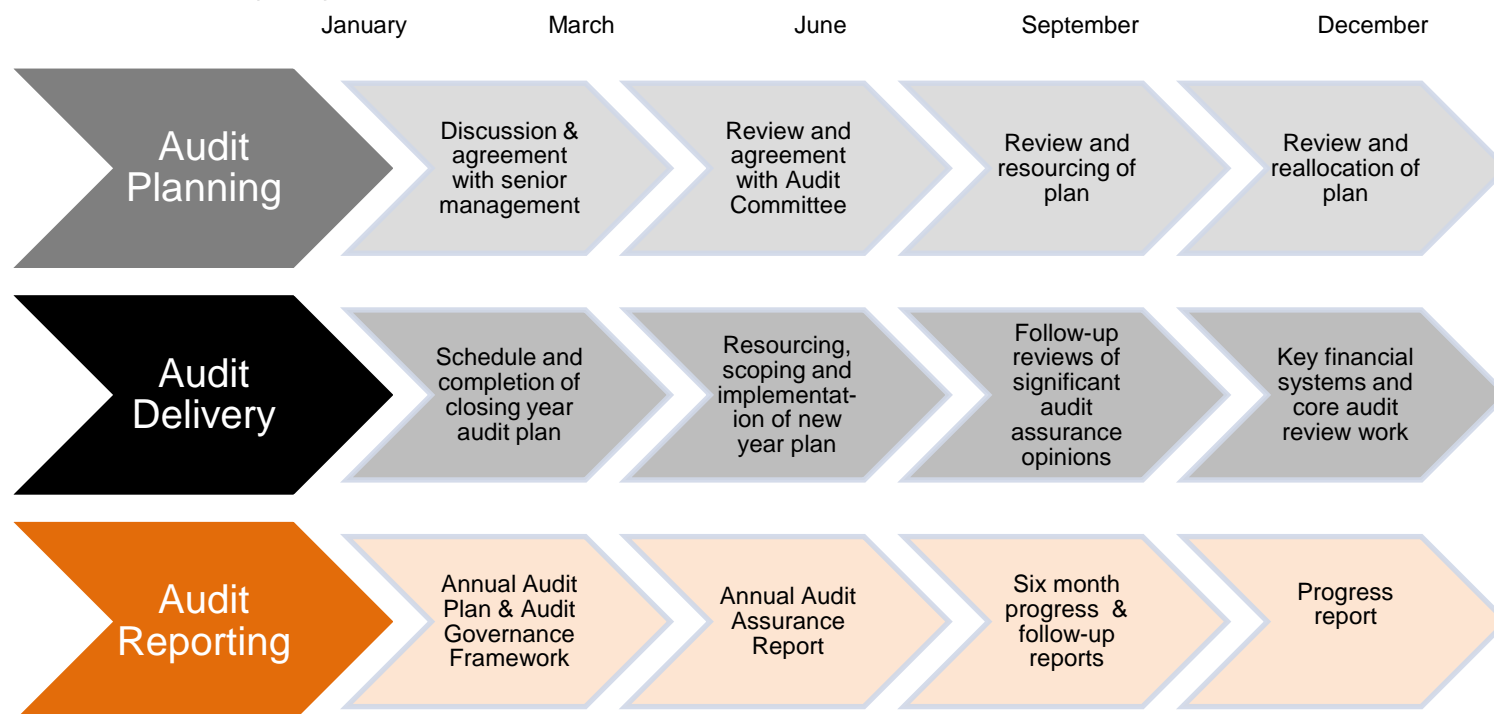 January March June September December
Audit
Planning
Discussion &
agreement
with senior
management
Review and
agreement
with Audit
Committee
Review and
resourcing of
plan
Review and
reallocation of
plan
Audit
Delivery
Schedule and
completion of
closing year
audit plan
Resourcing,
scoping and
implementat-
ion of new
year plan
Follow-up
reviews of
significant
audit
assurance
opinions
Key financial
systems and
core audit
review work
Audit
Reporting
Annual Audit
Plan & Audit
Governance
Framework
Annual Audit
Assurance
Report
Six month
progress &
follow-up
reports
Progress
report